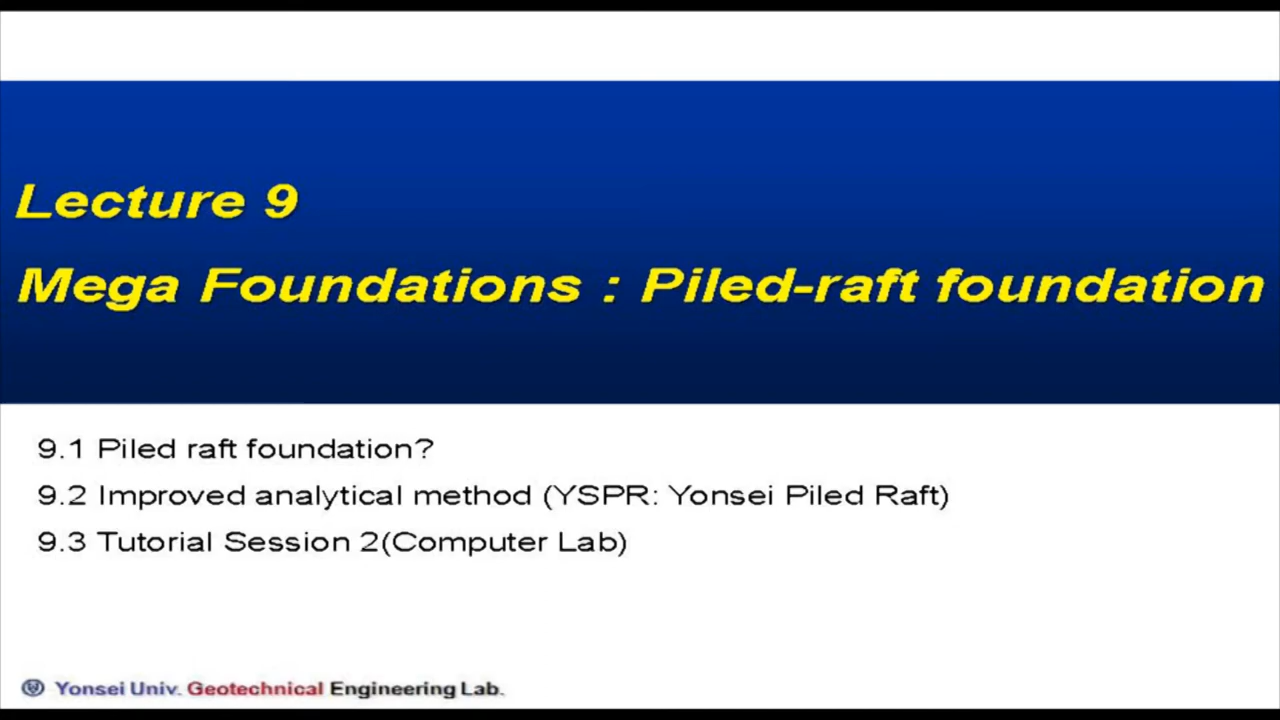 Lecture 9
Mega Foundations : Piled-raft foundation
9.1 Piled raft foundation?
9.2 Improved analytical method (YSPR: Yonsei Piled Raft)
9.3 Tutorial Session 2(Computer Lab)
Yonsei Univ. Geotechnical Engineering Lab.